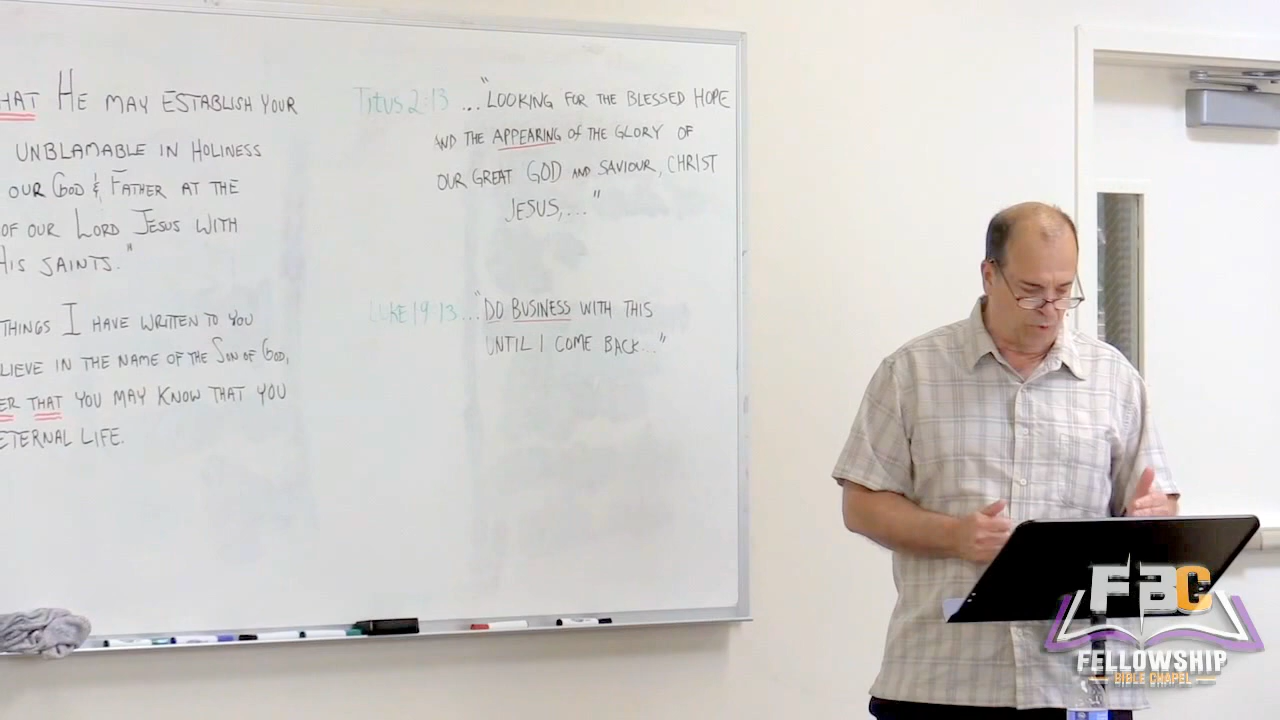 THAT HE MAY ESTABLISH YOUR
UNBLAMABLE IN HOLINESS
OUR GOD & FATHER AT THE
OF OUR LORD JESUS WITH
HIS SAINTS."
THINGS I HAVE WRITTEN TO YOU
LIEVE IN THE NAME OF THE SON OF GOD,
ER THAT YOU MAY KNOW THAT YOU
ETERNAL LIFE.
Titus 2:13 ..."LOOKING FOR THE BLESSED HOPE
AND THE APPEARING OF THE GLORY OF
OUR GREAT GOD AND SAVIOUR, CHRIST
JESUS,..."
LUKE 19:13..."DO BUSINESS WITH THIS
UNTIL I COME BACK..."
FBC
FELLOWSHIP
BIBLE CHAPEL